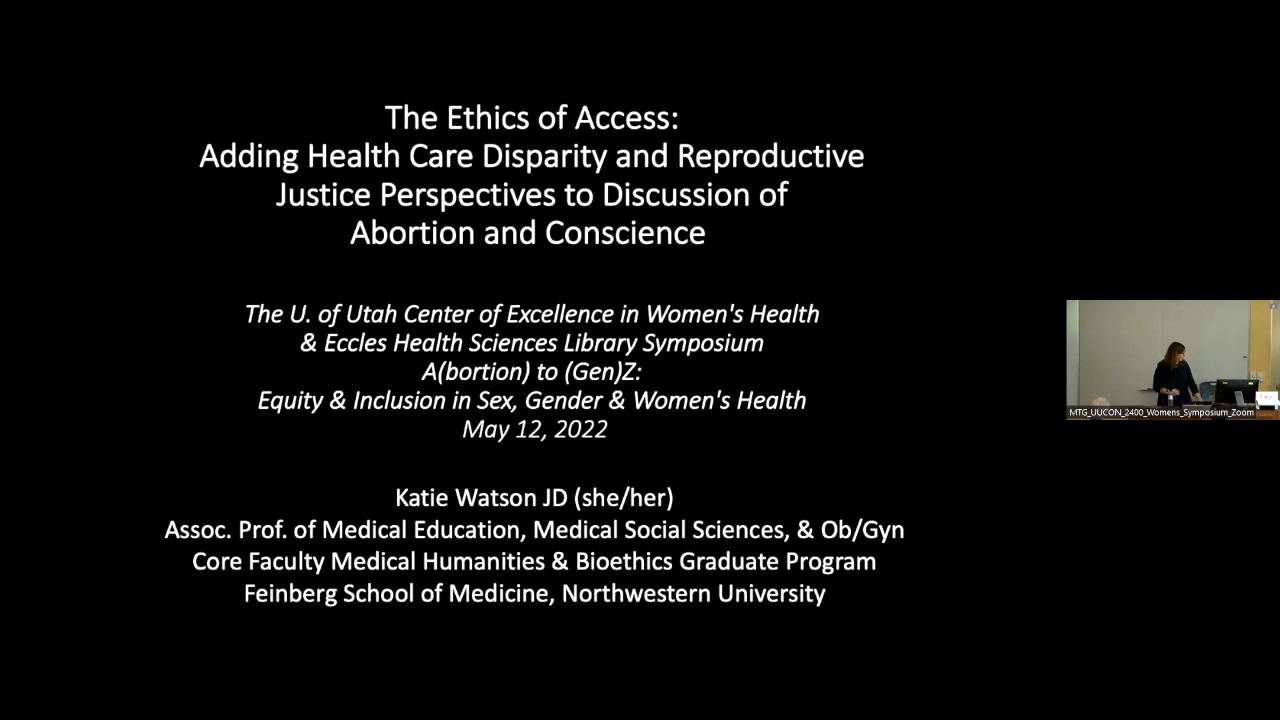 The Ethics of Access:
Adding Health Care Disparity and Reproductive
Justice Perspectives to Discussion of
Abortion and Conscience
The U. of Utah Center of Excellence in Women's Health
& Eccles Health Sciences Library Symposium
A(bortion) to (Gen)Z:
Equity & Inclusion in Sex, Gender & Women's Health
May 12, 2022
Katie Watson JD (she/her)
Assoc. Prof. of Medical Education, Medical Social Sciences, & Ob/Gyn
Core Faculty Medical Humanities & Bioethics Graduate Program
Feinberg School of Medicine, Northwestern University
MTG_UUCON_2400_Womens_Symposium_Zoom